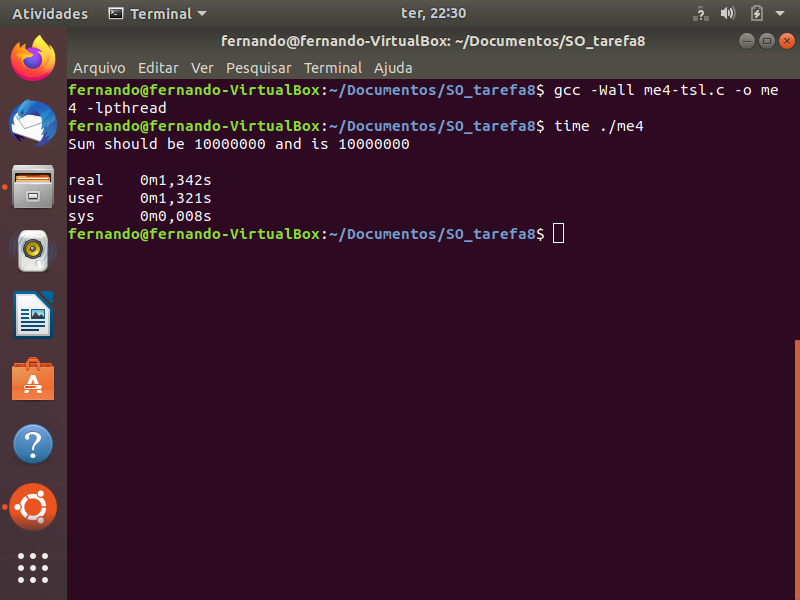 Atividades Terminal ter, 22:30
fernando@fernando-VirtualBox: ~/Documentos/SO_tarefa8
Arquivo Editar Ver Pesquisar Terminal Ajuda
fernando@fernando-VirtualBox:~/Documentos/SO_tarefa8$ gcc -Wall me4-tsl.c -o me
4 -lpthread
fernando@fernando-VirtualBox:~/Documentos/SO_tarefa8$ time ./me4
Sum should be 10000000 and is 10000000
real 0m1,342s
user 0m1,321s
sys 0m0,008s
fernando@fernando-VirtualBox:~/Documentos/SO_tarefa8$